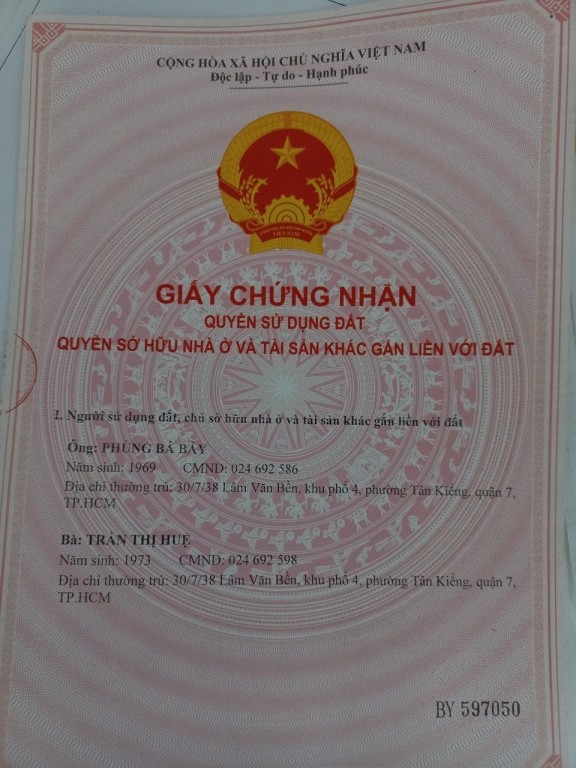 CỘNG HÒA XÃ HỘI CHỦ NGHĨA VIỆT NAM
Độc lập - Tự do - Hạnh phúc
VIỆT NAM
GIẤY CHỨNG NHẬN
QUYỀN SỬ DỤNG ĐẤT
QUYỀN SỞ HỮU NHÀ Ở VÀ TÀI SẢN KHÁC GẮN LIỀN VỚI ĐẤT
I. Người sử dụng đất, chủ sở hữu nhà ở và tài sản khác gắn liền với đất
Ông: PHÙNG BÁ BẢY
Năm sinh: 1969 CMND: 024 692 586
Địa chỉ thường trú: 30/7/38 Lâm Văn Bền, khu phố 4, phường Tân Kiểng, quận 7,
TP.HCM
Bà: TRẦN THỊ HUỆ
Năm sinh: 1973 CMND: 024 692 598
Địa chỉ thường trú: 30/7/38 Lâm Văn Bền, khu phố 4, phường Tân Kiểng, quận 7,
TP.HCM
BY 597050